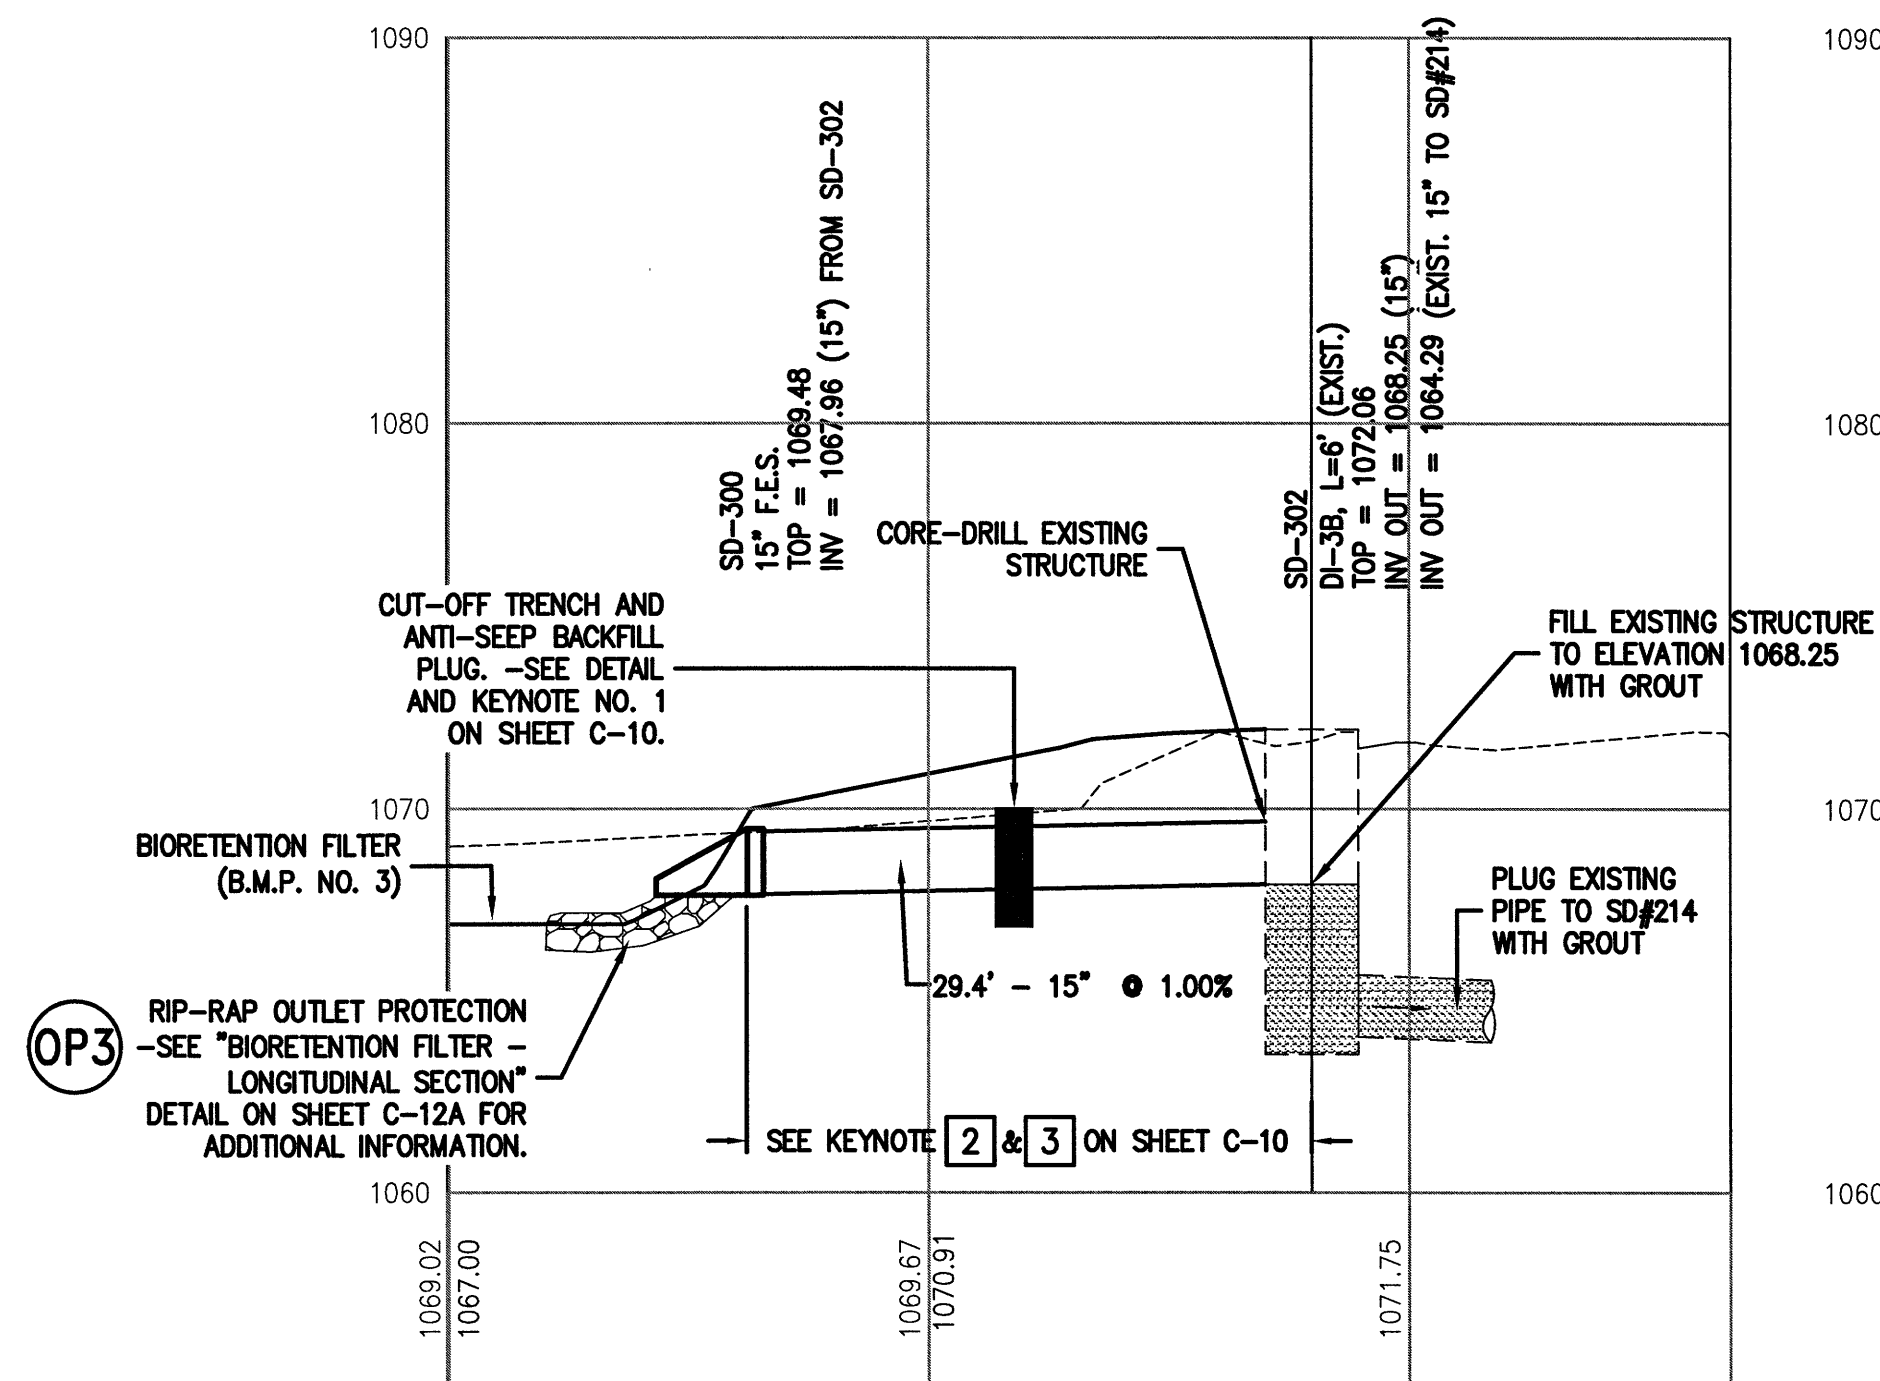 1090
1090
SD-300
15" F.E.S.
TOP = 1069.48
INV = 1067.96 (15") FROM SD-302
SD-302
DI-3B, L=6' (EXIST.)
TOP = 1072.06
INV OUT = 1068.25 (15")
INV OUT = 1064.29 (EXIST. 15" TO SD#214)
1080
1080
CORE-DRILL EXISTING
STRUCTURE
CUT-OFF TRENCH AND
ANTI-SEEP BACKFILL
PLUG. -SEE DETAIL
AND KEYNOTE NO. 1
ON SHEET C-10.
FILL EXISTING STRUCTURE
TO ELEVATION 1068.25
WITH GROUT
1070
1070
BIORETENTION FILTER
(B.M.P. NO. 3)
PLUG EXISTING
PIPE TO SD#214
WITH GROUT
29.4' - 15" @ 1.00%
OP3
RIP-RAP OUTLET PROTECTION
-SEE "BIORETENTION FILTER -
LONGITUDINAL SECTION"
DETAIL ON SHEET C-12A FOR
ADDITIONAL INFORMATION.
SEE KEYNOTE 2 & 3 ON SHEET C-10
1060
1060
1069.02
1067.00
1069.67
1070.91
1071.75